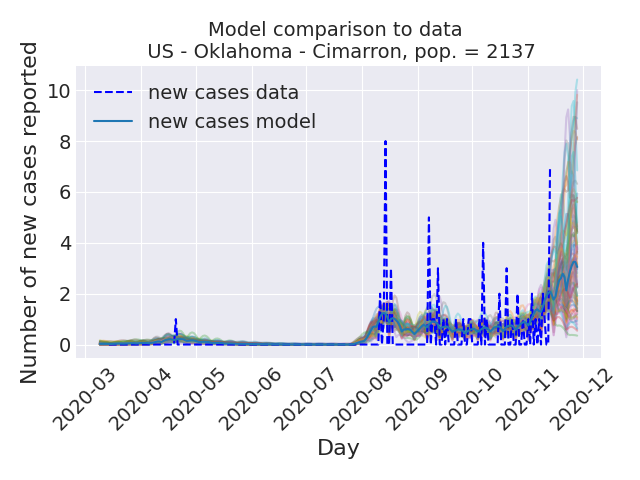 Model comparison to data
US - Oklahoma - Cimarron, pop. = 2137
Number of new cases reported
10
8
6
4
2
0
new cases data
new cases model
2020-03
2020-04
2020-05
2020-06
2020-07
2020-08
2020-09
2020-10
2020-11
2020-12
Day